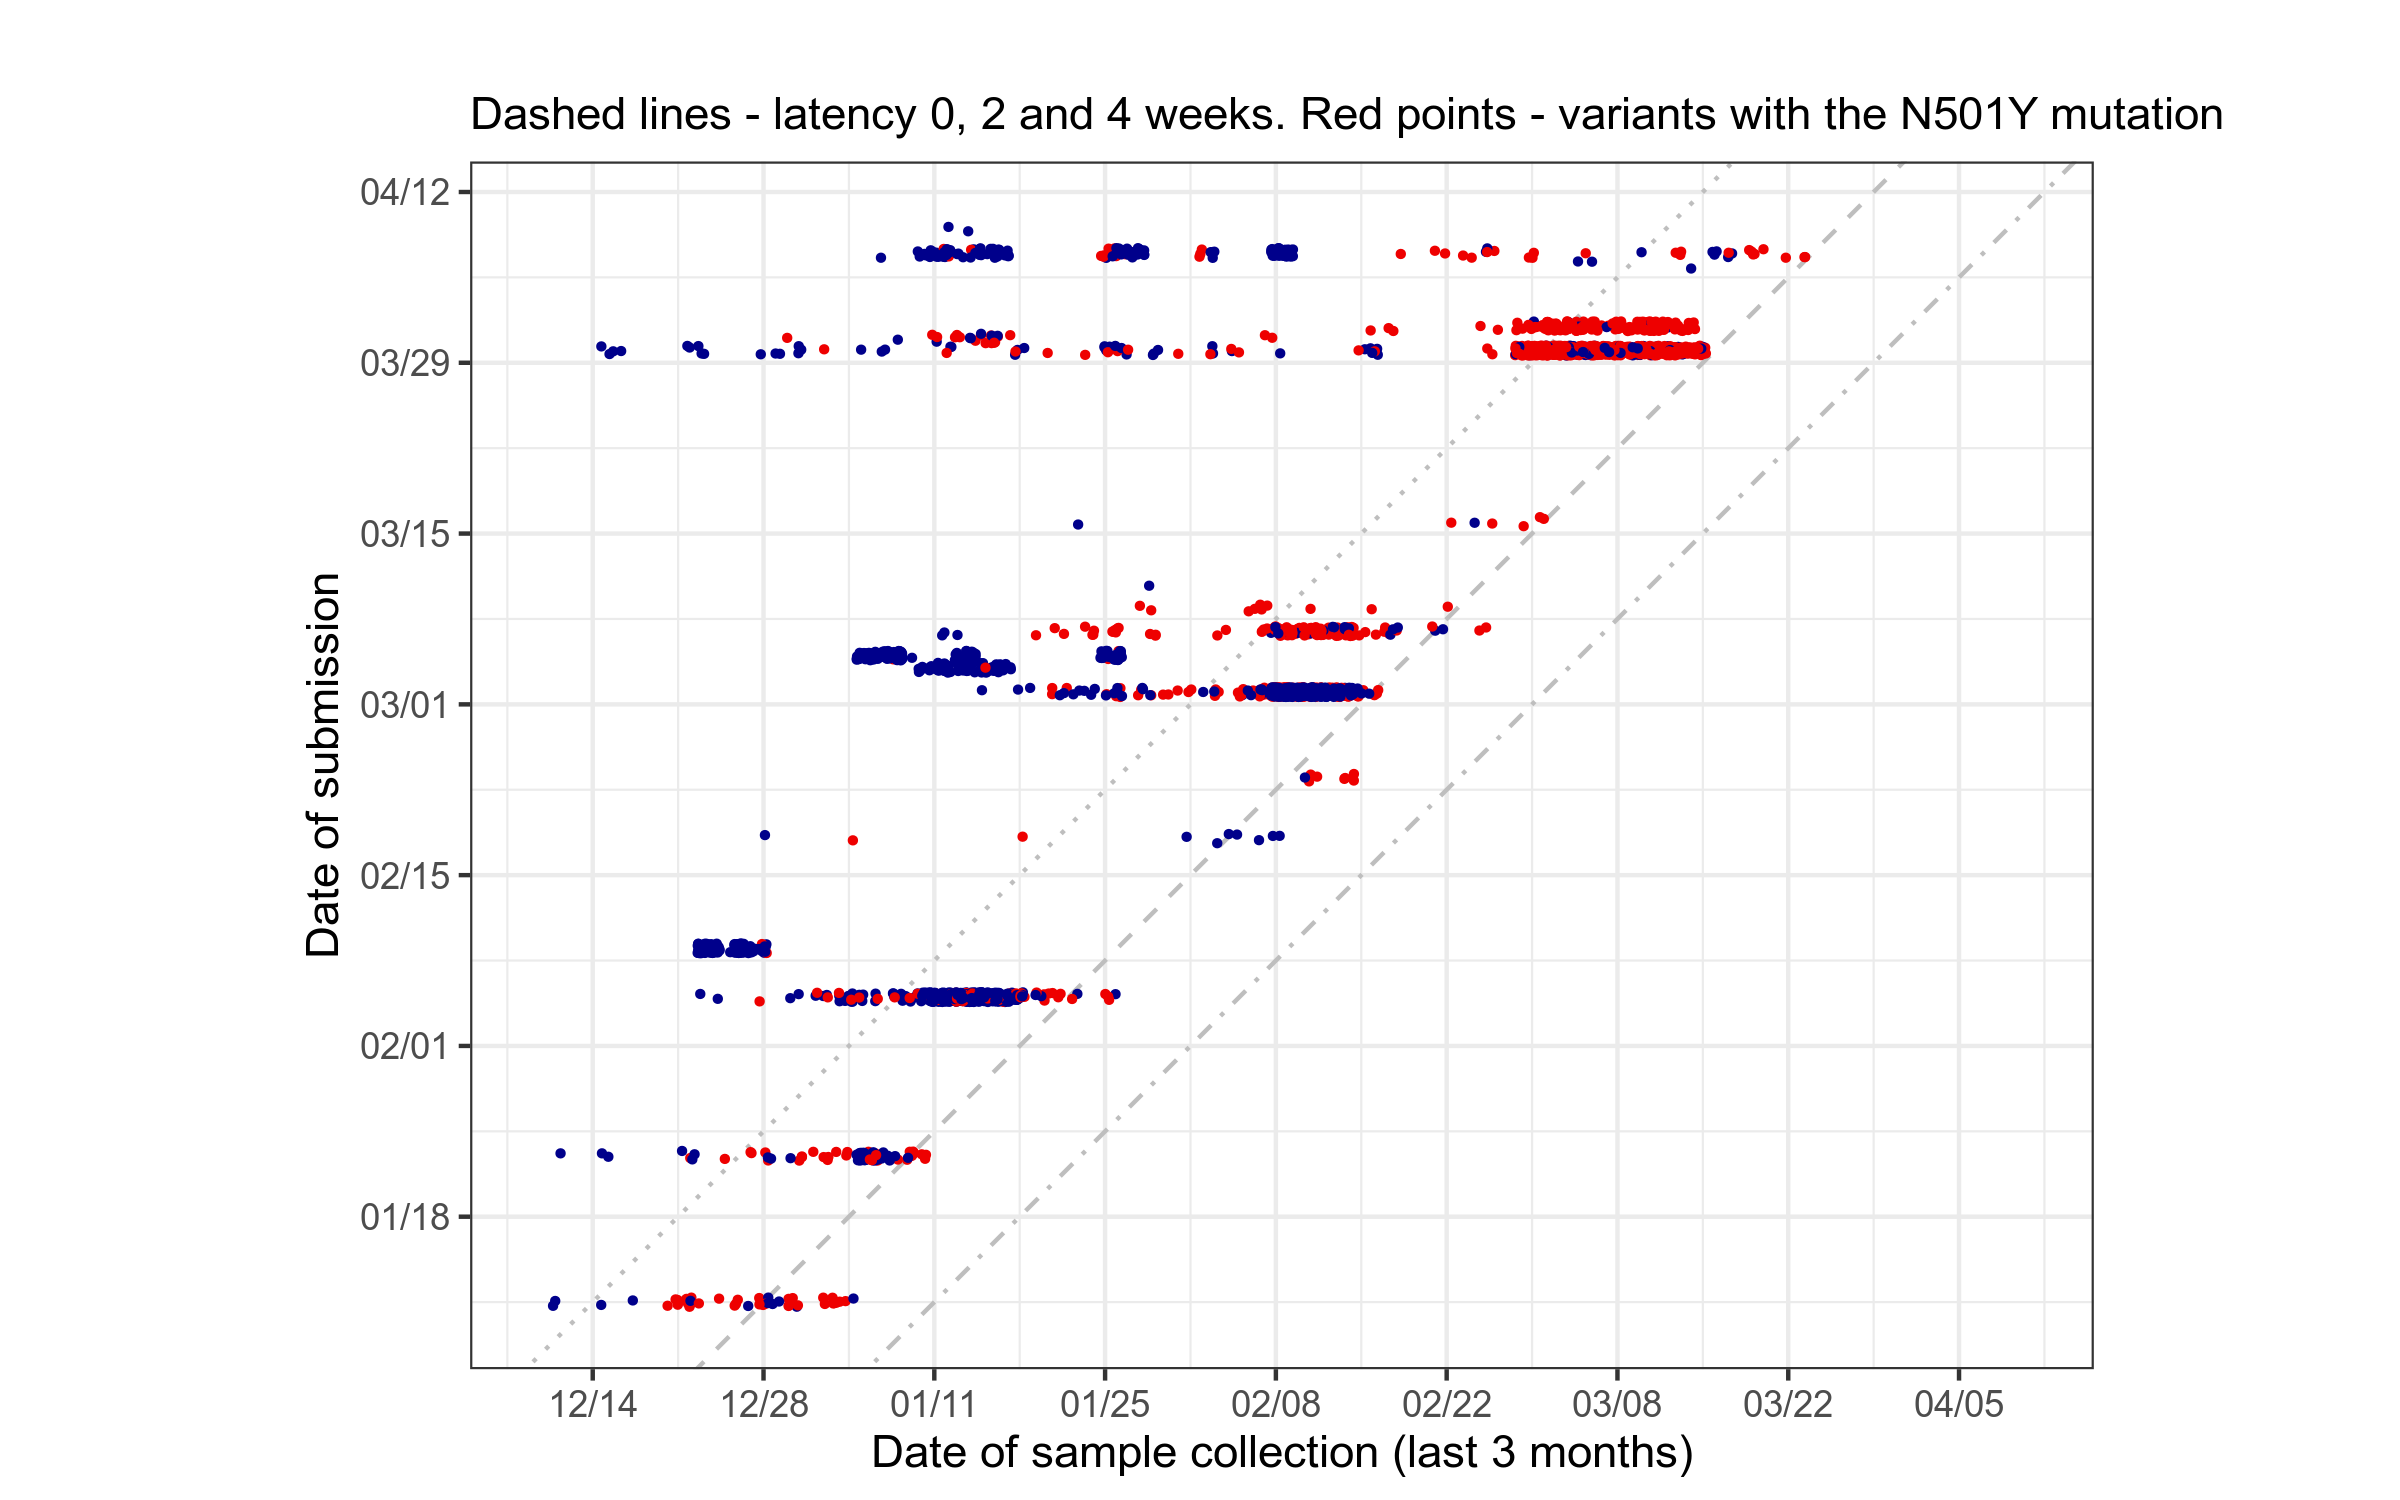 Dashed lines - latency 0, 2 and 4 weeks. Red points - variants with the N501Y mutation
04/12
03/29
03/15
03/01
02/15
02/01
01/18
Date of submission
12/14 12/28 01/11 01/25 02/08 02/22 03/08 03/22 04/05
Date of sample collection (last 3 months)